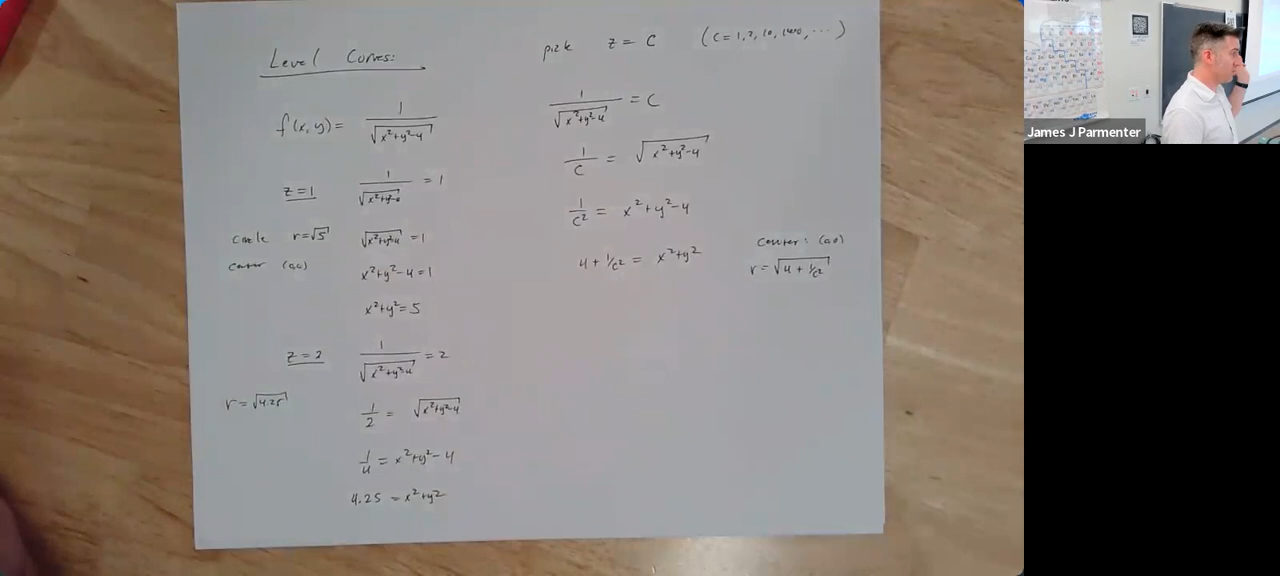 Level Curves:
f(x,y) = 1/√(x²+y²-4)
z=1   1/√(x²+y²-4) = 1
circle   r=√5   √(x²+y²-4) = 1
center (0,0)
x²+y²-4=1
x²+y²=5
z=2   1/√(x²+y²-4) = 2
r=√4.25   1/2 = √(x²+y²-4)
1/4 = x²+y²-4
4.25 = x²+y²
pick   z = C   (C=1,2,10,1000,...)
1/√(x²+y²-4) = C
1/C = √(x²+y²-4)
1/C² = x²+y²-4
4+1/C² = x²+y²
center: (0,0)
r=√(4+1/C²)
James J Parmenter